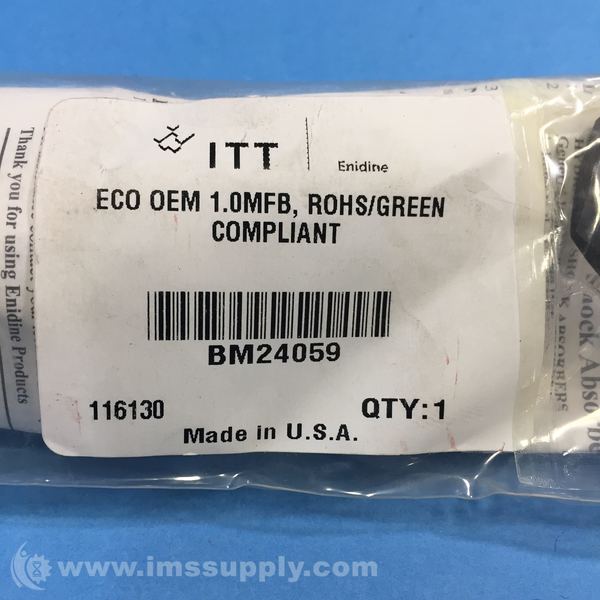 ITT
Enidine
ECO OEM 1.0MFB, ROHS/GREEN
COMPLIANT
BM24059
116130
QTY:1
Made in U.S.A.
Thank you for using Enidine Products
www.imssupply.com